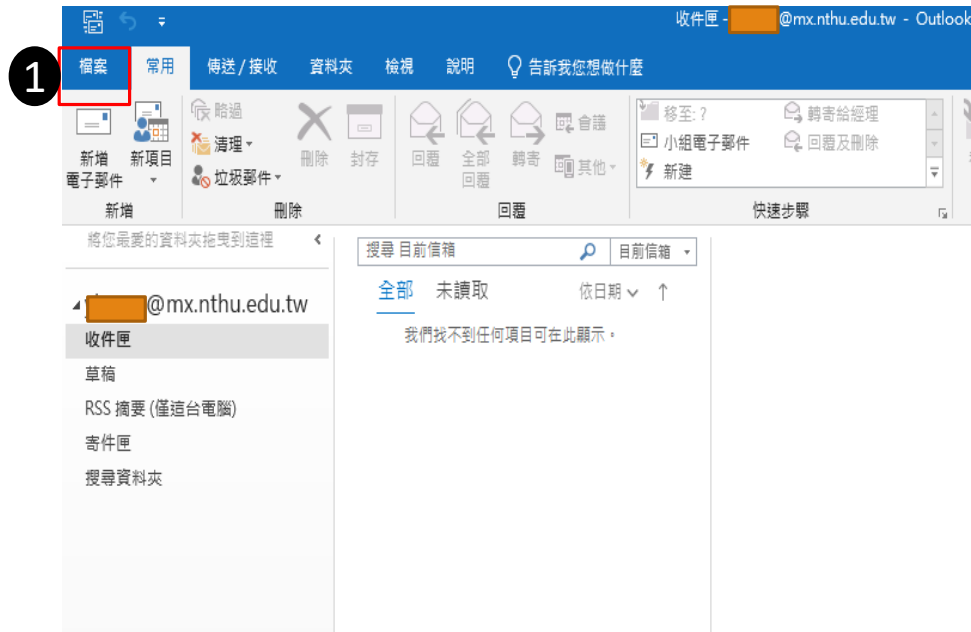 收件匣 - @mx.nthu.edu.tw - Outlook
1
檔案 常用 傳送 / 接收 資料夾 檢視 說明 告訴我您想做什麼
新增
電子郵件
新項目
略過
清理
垃圾郵件
刪除
封存
回覆
全部
回覆
轉寄
會議
其他
移至: ?
小組電子郵件
新建
轉寄給經理
回覆及刪除
新增 刪除 回覆 快速步驟
將您最愛的資料夾拖曳到這裡
搜尋 目前信箱 目前信箱
全部 未讀取 依日期
我們找不到任何項目可在此顯示。
@mx.nthu.edu.tw
收件匣
草稿
RSS 摘要 (僅這台電腦)
寄件匣
搜尋資料夾